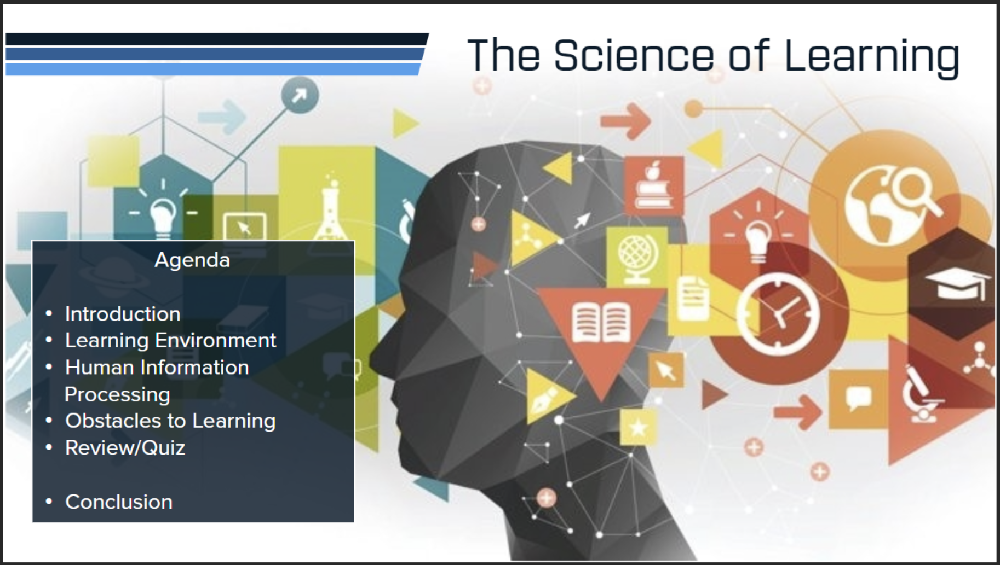 The Science of Learning
Agenda
• Introduction
• Learning Environment
• Human Information
Processing
• Obstacles to Learning
• Review/Quiz
• Conclusion